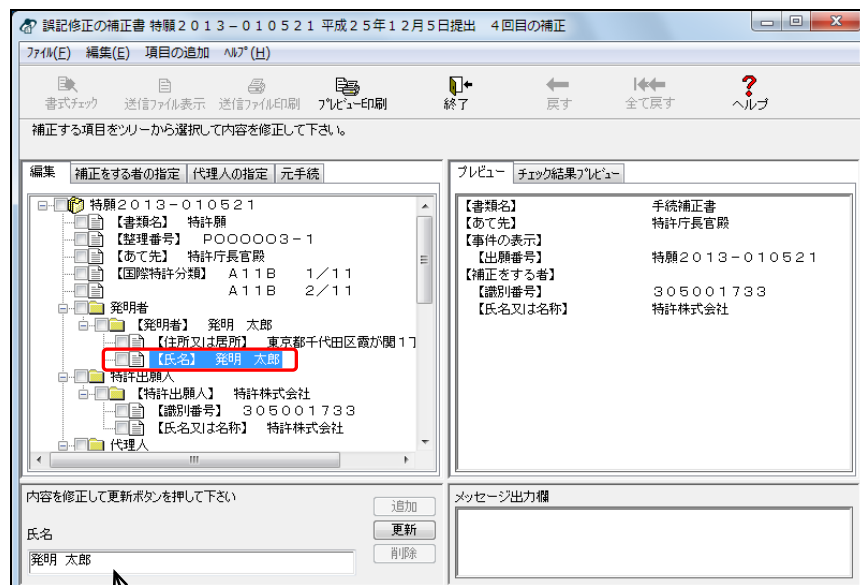 誤記修正の補正書 特願2013-010521 平成25年12月5日提出 4回目の補正
ファイル(F) 編集(E) 項目の追加 ヘルプ(H)
書式チェック 送信ファイル表示 送信ファイル印刷 プレビュー印刷 終了 戻す 全て戻す ヘルプ
補正する項目をツリーから選択して内容を修正して下さい。
編集 補正をする者の指定 代理人の指定 元手続
特願2013-010521
【書類名】 特許願
【整理番号】 P000003-1
【あて先】 特許庁長官殿
【国際特許分類】 A11B 1/11
A11B 2/11
発明者
【発明者】 発明 太郎
【住所又は居所】 東京都千代田区霞が関1丁
【氏名】 発明 太郎
特許出願人
【特許出願人】 特許株式会社
【識別番号】 305001733
【氏名又は名称】 特許株式会社
代理人
プレビュー チェック結果プレビュー
【書類名】 手続補正書
【あて先】 特許庁長官殿
【事件の表示】
【出願番号】 特願2013-010521
【補正をする者】
【識別番号】 305001733
【氏名又は名称】 特許株式会社
内容を修正して更新ボタンを押して下さい
追加
更新
削除
氏名
発明 太郎
メッセージ出力欄